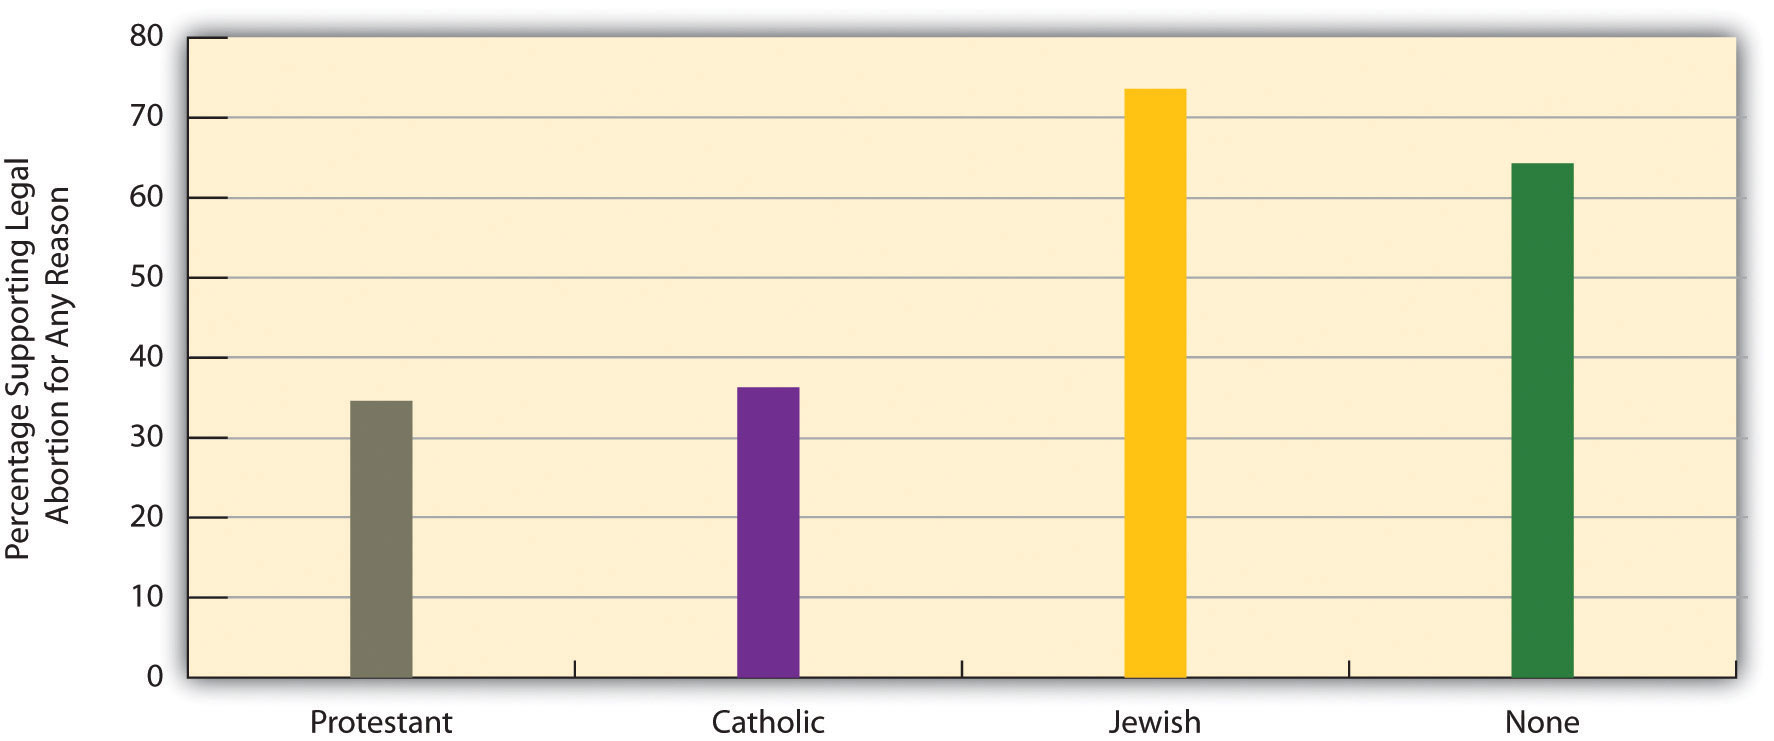 Percentage Supporting Legal
Abortion for Any Reason
80
70
60
50
40
30
20
10
0
Protestant
Catholic
Jewish
None